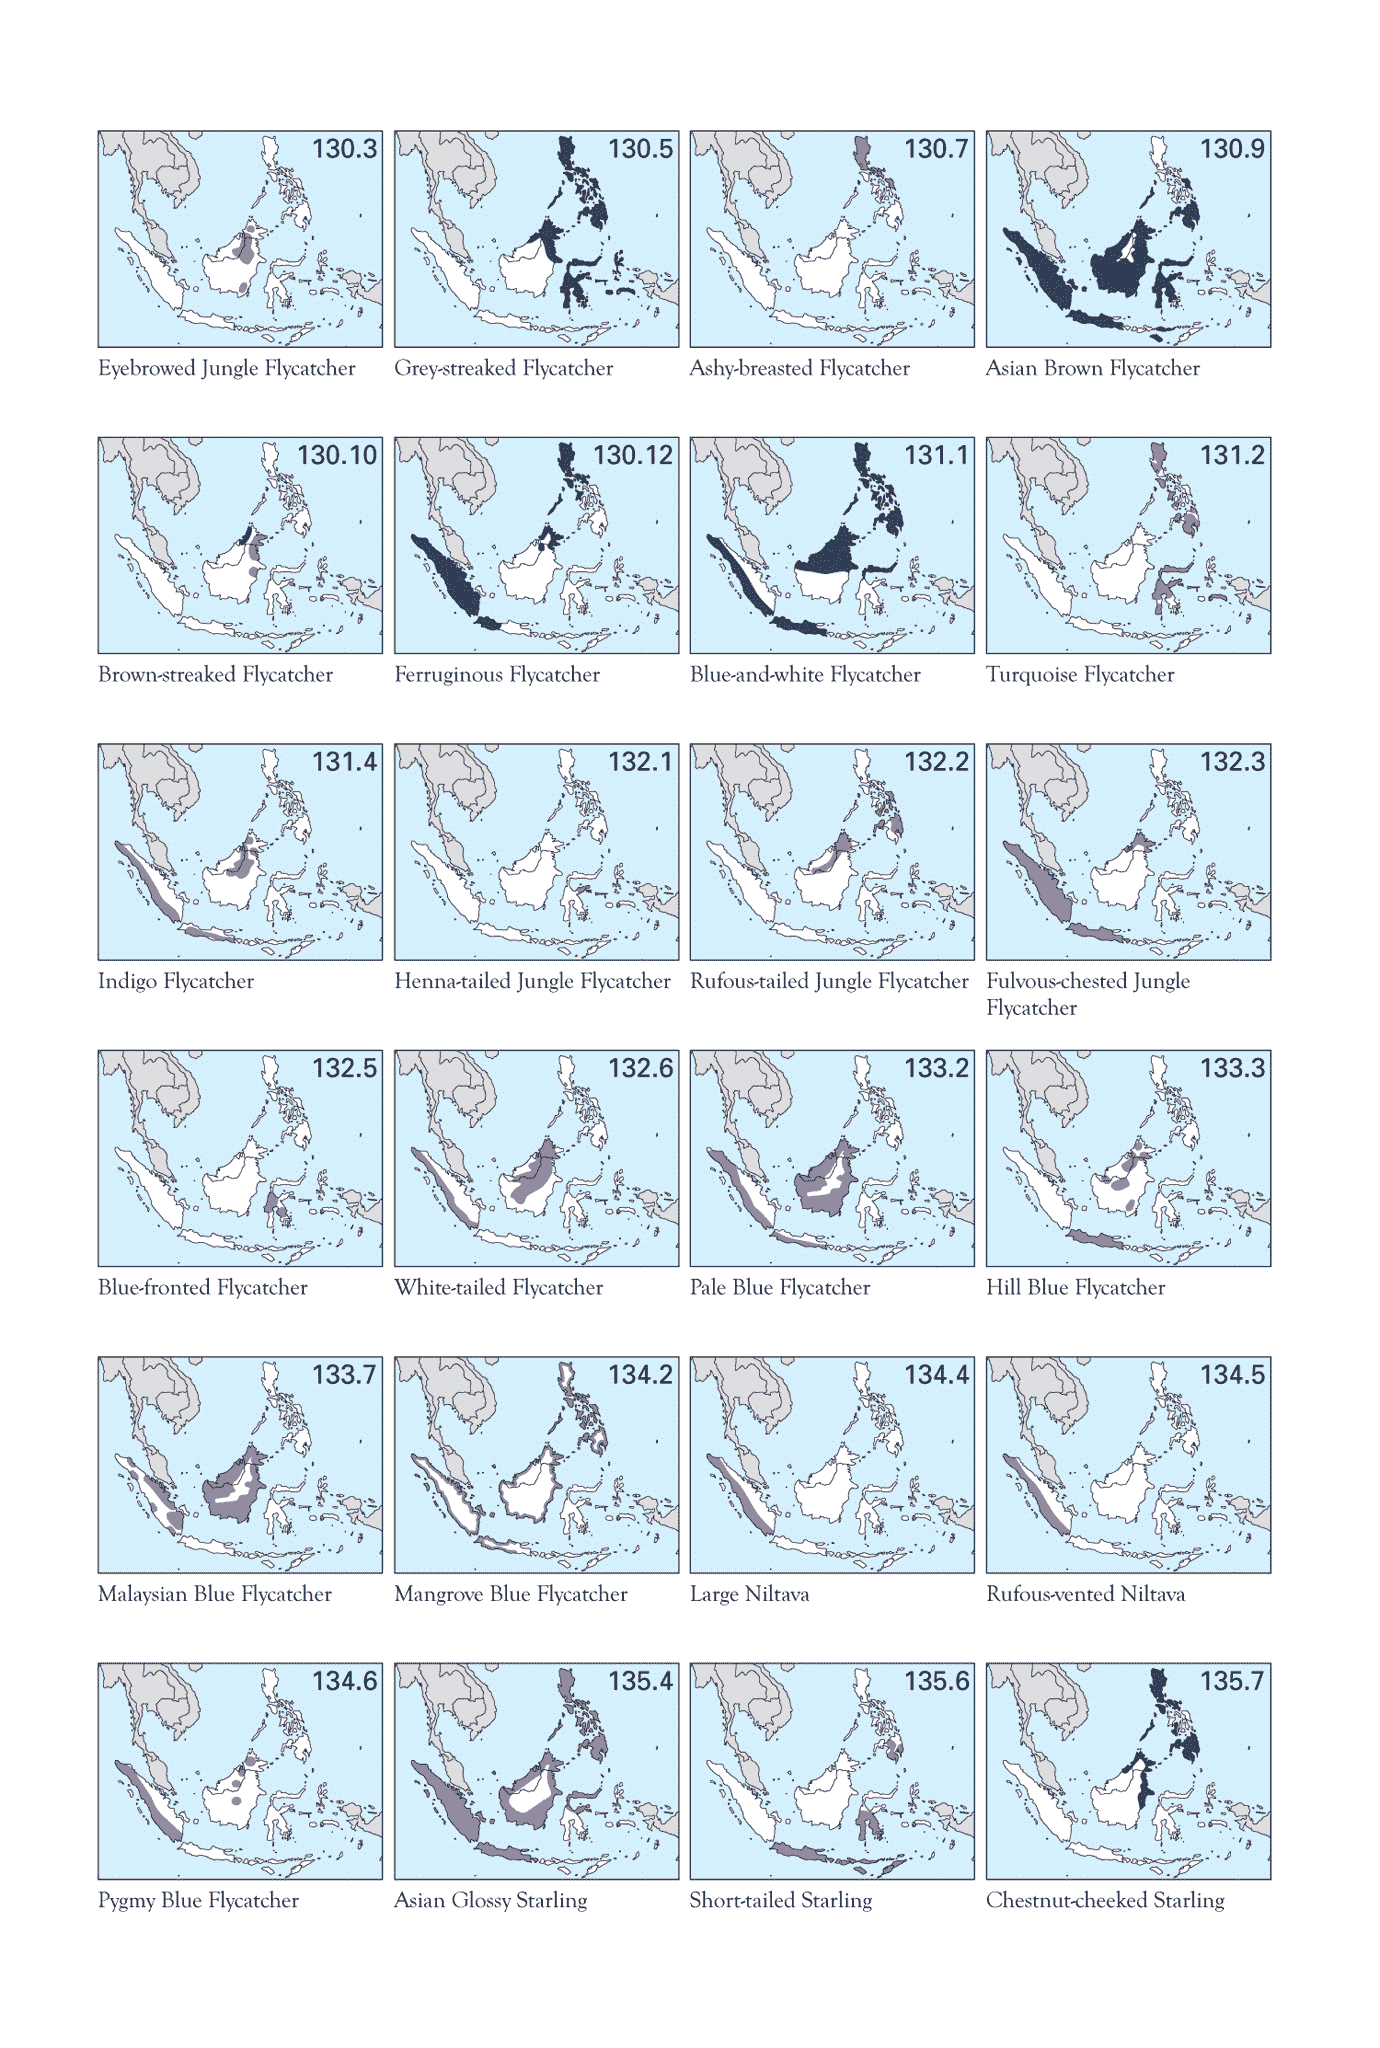 130.3
130.5
130.7
130.9
Eyebrowed Jungle Flycatcher
Grey-streaked Flycatcher
Ashy-breasted Flycatcher
Asian Brown Flycatcher
130.10
130.12
131.1
131.2
Brown-streaked Flycatcher
Ferruginous Flycatcher
Blue-and-white Flycatcher
Turquoise Flycatcher
131.4
132.1
132.2
132.3
Indigo Flycatcher
Henna-tailed Jungle Flycatcher
Rufous-tailed Jungle Flycatcher
Fulvous-chested Jungle
Flycatcher
132.5
132.6
133.2
133.3
Blue-fronted Flycatcher
White-tailed Flycatcher
Pale Blue Flycatcher
Hill Blue Flycatcher
133.7
134.2
134.4
134.5
Malaysian Blue Flycatcher
Mangrove Blue Flycatcher
Large Niltava
Rufous-vented Niltava
134.6
135.4
135.6
135.7
Pygmy Blue Flycatcher
Asian Glossy Starling
Short-tailed Starling
Chestnut-cheeked Starling